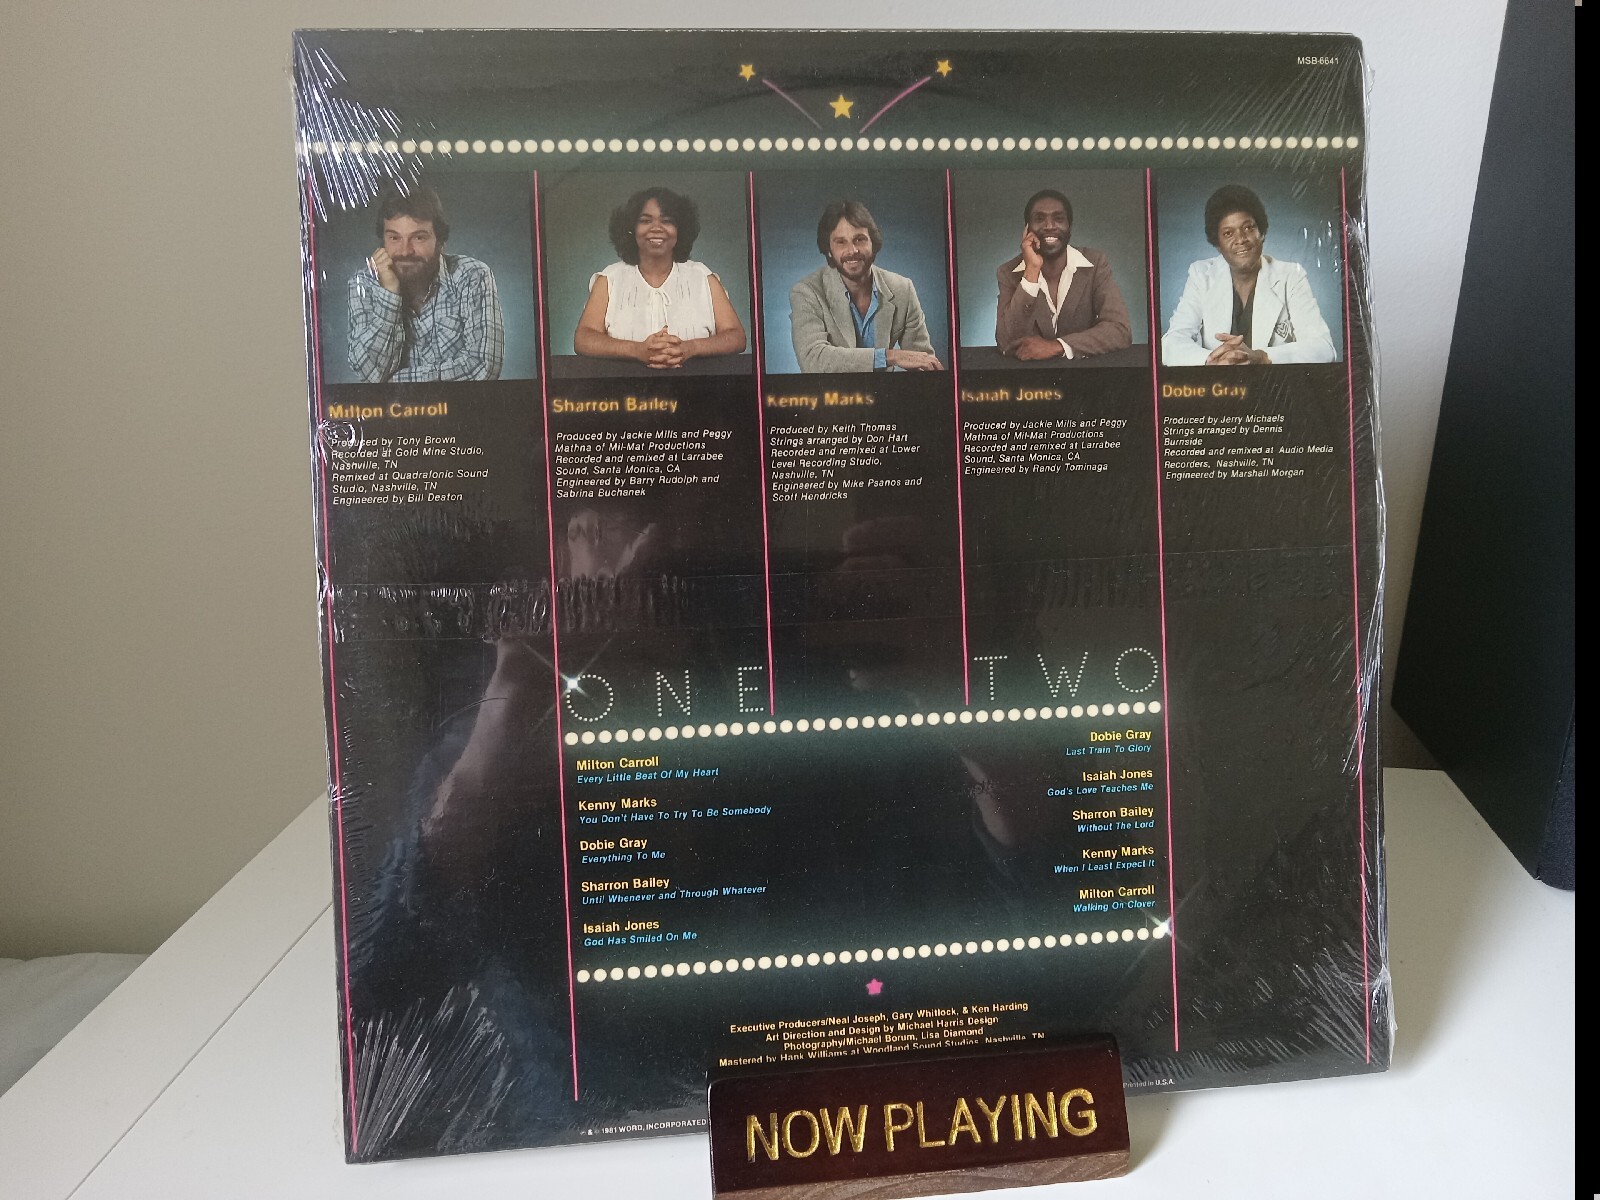 MSB-6641
Milton Carroll
Produced by Tony Brown
Recorded at Gold Mine Studio,
Nashville, TN
Remixed at Quadrafonic Sound
Studio, Nashville, TN
Engineered by Bill Deaton
Sharron Bailey
Produced by Jackie Mills and Peggy
Mathna of Mil-Mat Productions
Recorded and remixed at Larrabee
Sound, Santa Monica, CA
Engineered by Barry Rudolph and
Sabrina Buchanek
Kenny Marks
Produced by Keith Thomas
Strings arranged by Don Hart
Recorded and remixed at Lower
Level Recording Studio,
Nashville, TN
Engineered by Mike Psanos and
Scott Hendricks
Isaiah Jones
Produced by Jackie Mills and Peggy
Mathna of Mil-Mat Productions
Recorded and remixed at Larrabee
Sound, Santa Monica, CA
Engineered by Randy Tominaga
Dobie Gray
Produced by Jerry Michaels
Strings arranged by Dennis
Burnside
Recorded and remixed at Audio Media
Recorders, Nashville, TN
Engineered by Marshall Morgan
ONE
Milton Carroll
Every Little Beat Of My Heart
Kenny Marks
You Don't Have To Try To Be Somebody
Dobie Gray
Everything To Me
Sharron Bailey
Until Whenever and Through Whatever
Isaiah Jones
God Has Smiled On Me
TWO
Dobie Gray
Last Train To Glory
Isaiah Jones
God's Love Teaches Me
Sharron Bailey
Without The Lord
Kenny Marks
When I Least Expect It
Milton Carroll
Walking On Clover
Executive Producers/Neal Joseph, Gary Whitlock, & Ken Harding
Art Direction and Design by Michael Harris Design
Photography/Michael Borum, Lisa Diamond
Mastered by Hank Williams at Woodland Sound Studios, Nashville, TN
& ℗ 1981 WORD, INCORPORATED
Printed in U.S.A.
NOW PLAYING